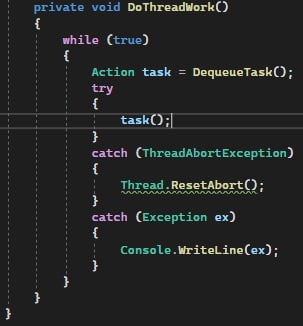 private void DoThreadWork()
{
while (true)
{
Action task = DequeueTask();
try
{
task();
}
catch (ThreadAbortException)
{
Thread.ResetAbort();
}
catch (Exception ex)
{
Console.WriteLine(ex);
}
}
}
}